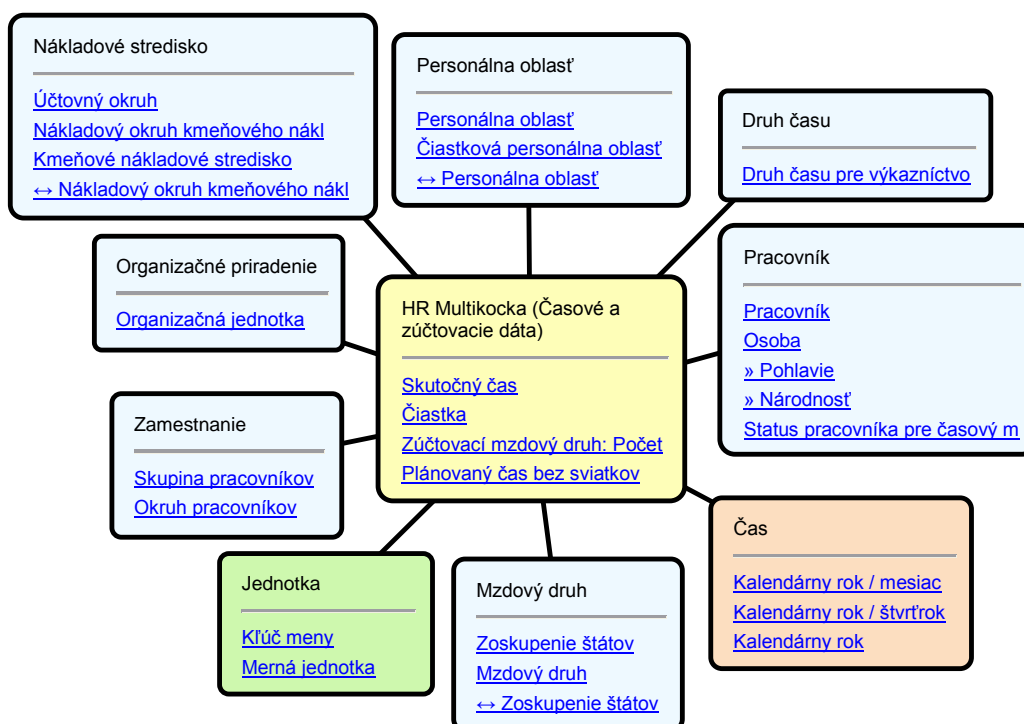 Nákladové stredisko
Účtovný okruh
Nákladový okruh kmeňového nákl
Kmeňové nákladové stredisko
↔ Nákladový okruh kmeňového nákl
Personálna oblasť
Personálna oblasť
Čiastková personálna oblasť
↔ Personálna oblasť
Druh času
Druh času pre výkazníctvo
Organizačné priradenie
Organizačná jednotka
HR Multikocka (Časové a
zúčtovacie dáta)
Skutočný čas
Čiastka
Zúčtovací mzdový druh: Počet
Plánovaný čas bez sviatkov
Pracovník
Pracovník
Osoba
» Pohlavie
» Národnosť
Status pracovníka pre časový m
Zamestnanie
Skupina pracovníkov
Okruh pracovníkov
Jednotka
Kľúč meny
Merná jednotka
Mzdový druh
Zoskupenie štátov
Mzdový druh
↔ Zoskupenie štátov
Čas
Kalendárny rok / mesiac
Kalendárny rok / štvrťrok
Kalendárny rok